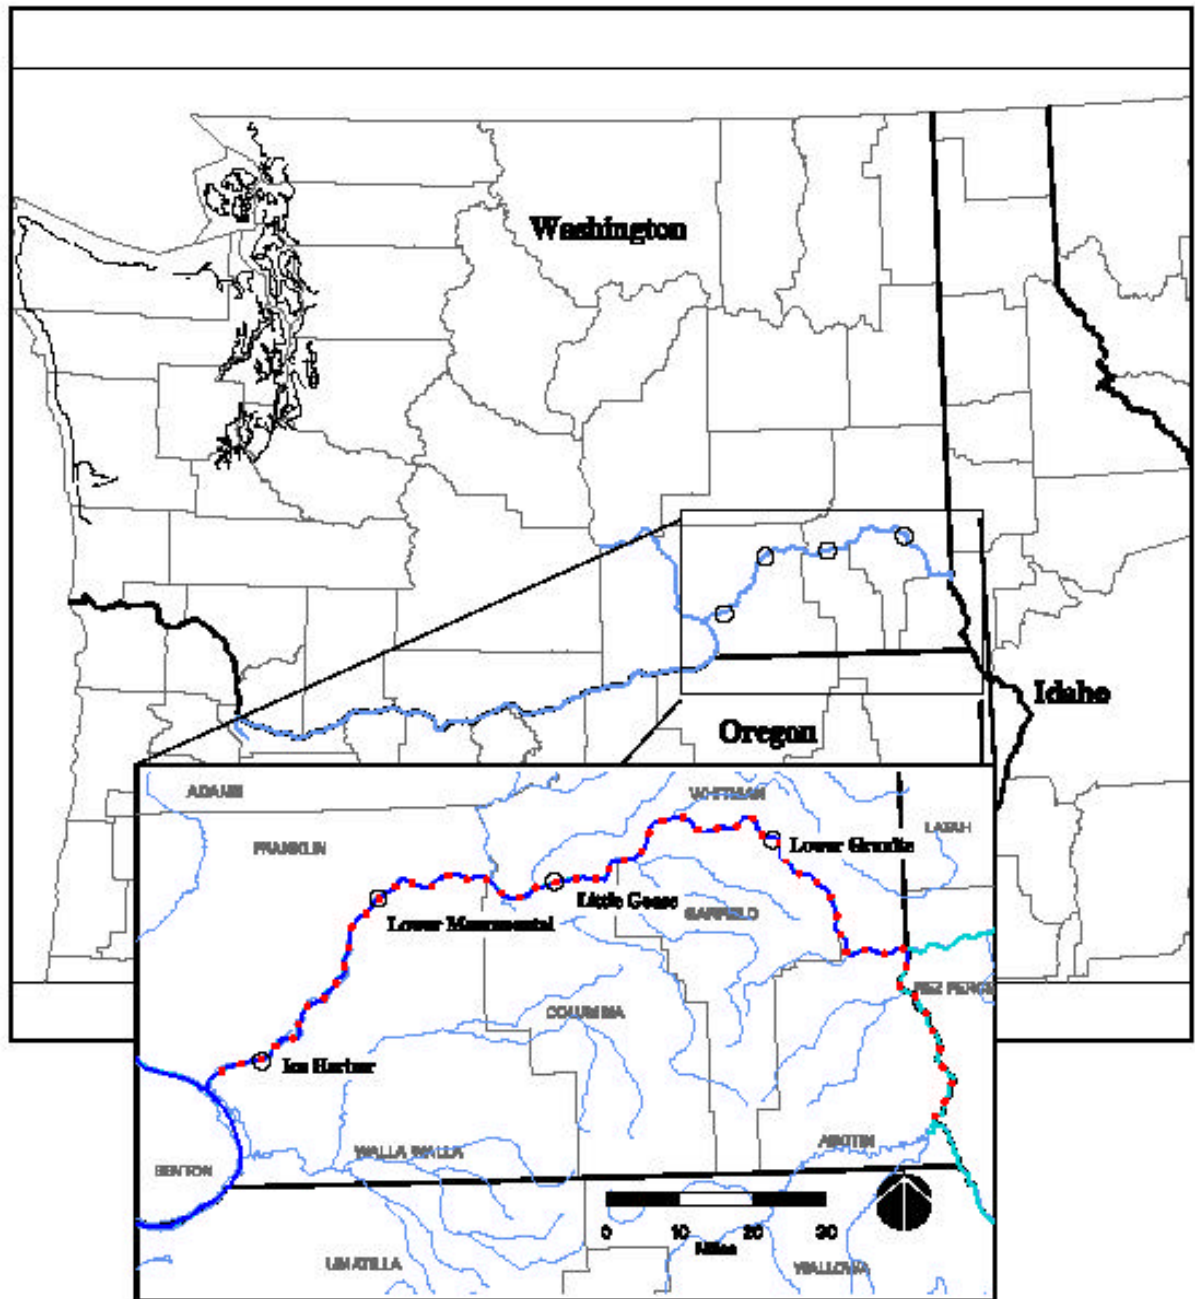 Washington
Idaho
Oregon
ADAMS
WHITMAN
LATAH
FRANKLIN
Lower Granite
Little Goose
GARFIELD
Lower Monumental
NEZ PERCE
COLUMBIA
Ice Harbor
ASOTIN
WALLA WALLA
BENTON
0 10 20 30
Miles
UMATILLA
WALLOWA